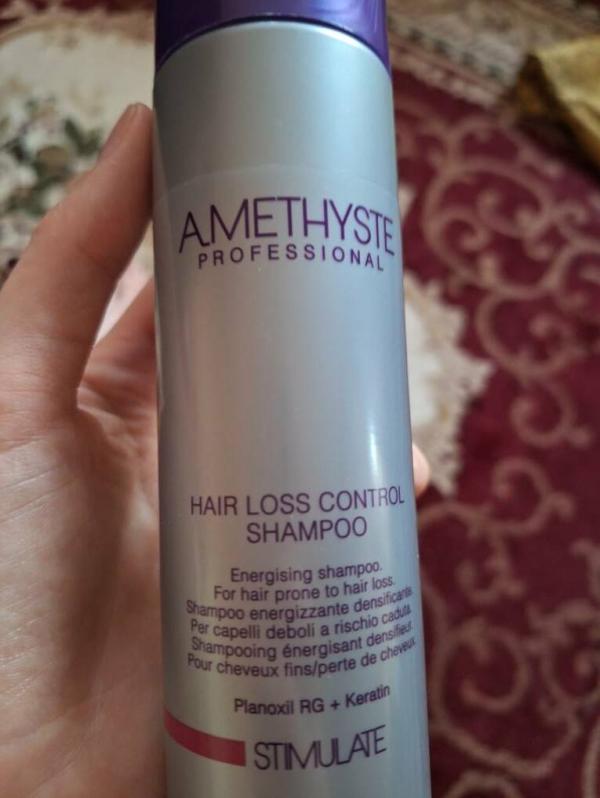 AMETHYSTE
PROFESSIONAL
HAIR LOSS CONTROL
SHAMPOO
Energising shampoo.
For hair prone to hair loss.
Shampoo energizzante densificante.
Per capelli deboli a rischio caduta.
Shampooing énergisant densifieur.
Pour cheveux fins/perte de cheveux.
Planoxil RG + Keratin
STIMULATE